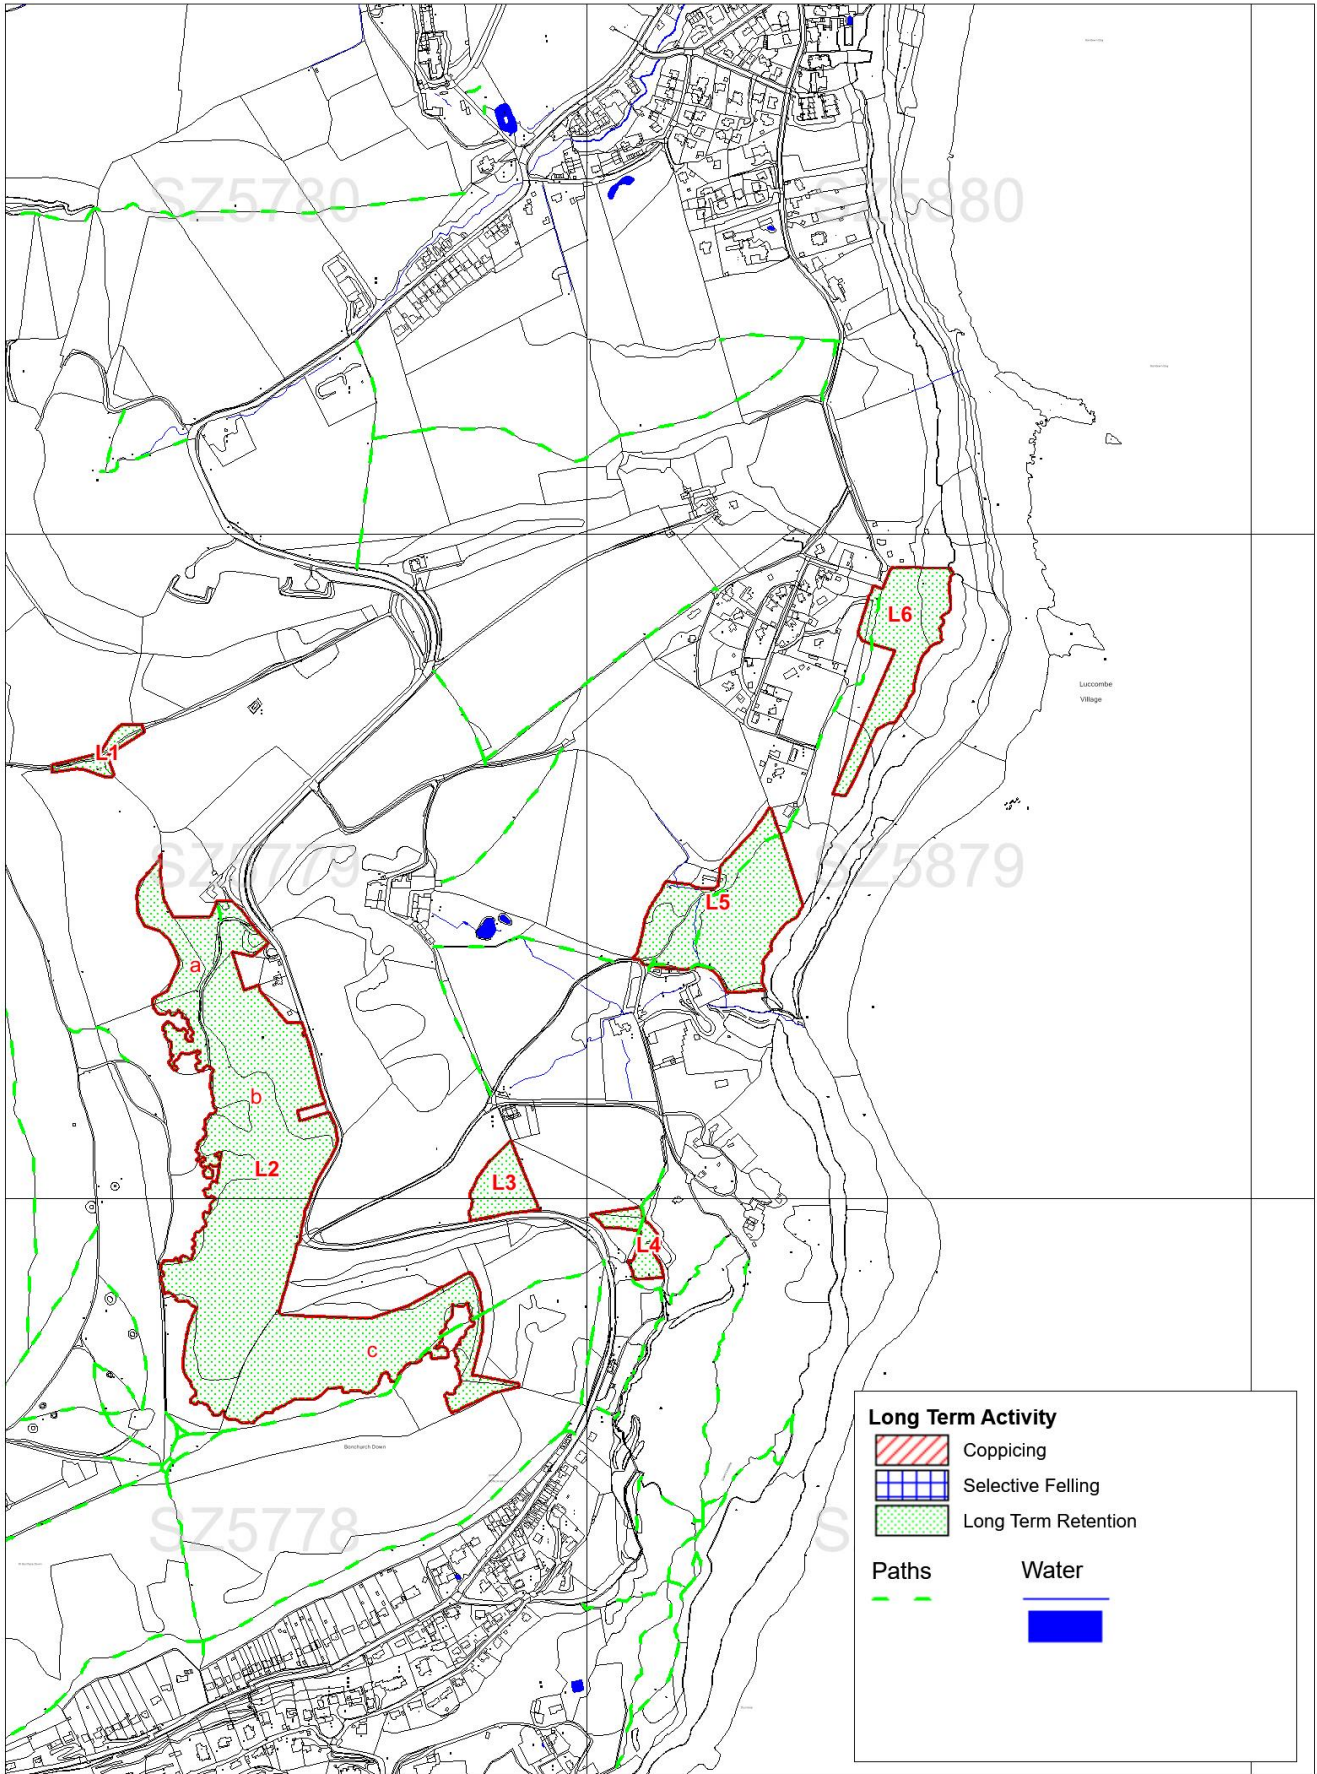 SZ5780
SZ5880
L6
Luccombe
Village
L1
SZ5779
SZ5879
L5
a
b
L2
L3
L4
c
Bonchurch Down
SZ5778
S
Long Term Activity
Coppicing
Selective Felling
Long Term Retention
Paths
Water